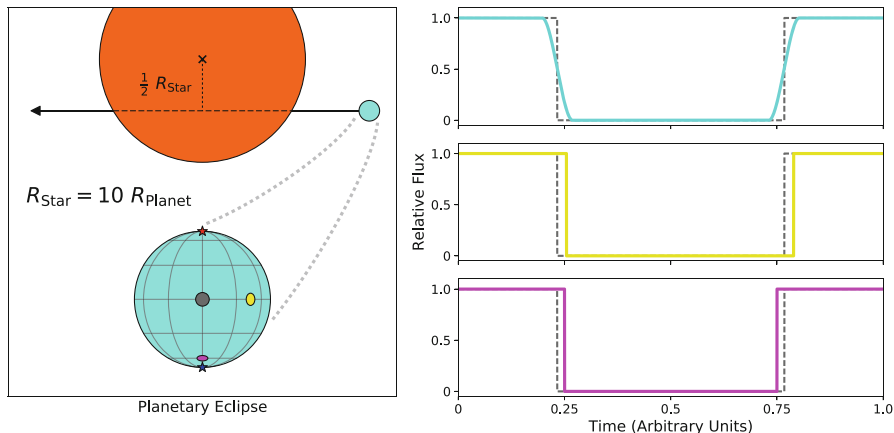 ½ R_Star
R_Star = 10 R_Planet
Planetary Eclipse
1.0
0.5
0
1.0
0.5
0
1.0
0.5
0
Relative Flux
0
0.25
0.50
0.75
1.0
Time (Arbitrary Units)